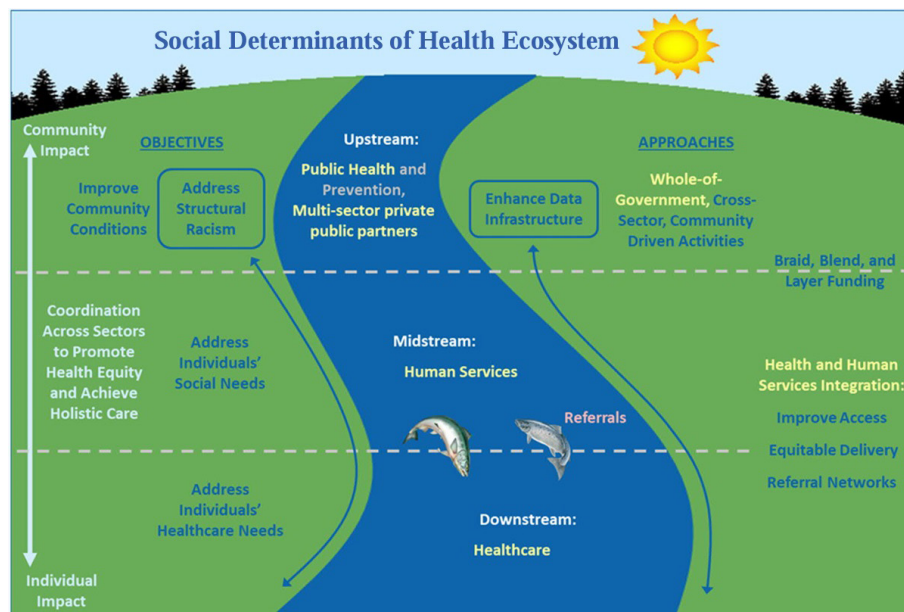 Social Determinants of Health Ecosystem
Community
Impact
OBJECTIVES
Improve
Community
Conditions
Address
Structural
Racism
Upstream:
Public Health and
Prevention,
Multi-sector private
public partners
APPROACHES
Enhance Data
Infrastructure
Whole-of-
Government, Cross-
Sector, Community
Driven Activities
Braid, Blend, and
Layer Funding
Coordination
Across Sectors
to Promote
Health Equity
and Achieve
Holistic Care
Address
Individuals'
Social Needs
Midstream:
Human Services
Referrals
Health and Human
Services Integration:
Improve Access
Equitable Delivery
Referral Networks
Address
Individuals'
Healthcare Needs
Downstream:
Healthcare
Individual
Impact